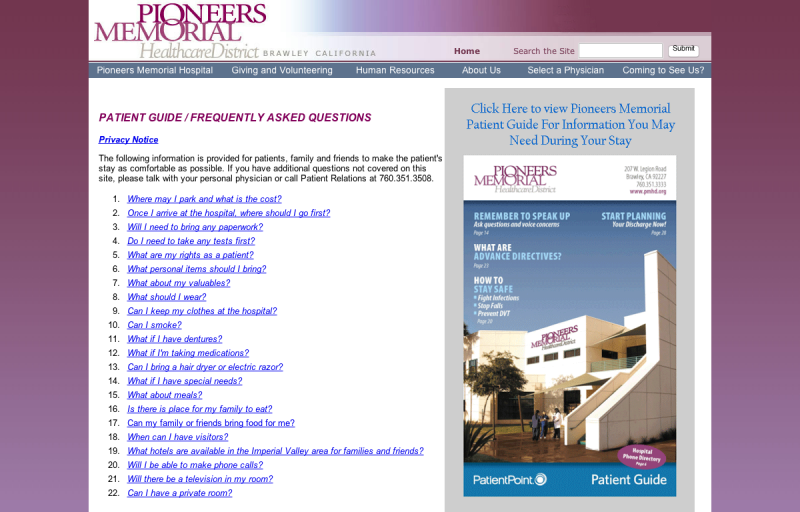 PIONEERS
MEMORIAL
HealthcareDistrict BRAWLEY CALIFORNIA
Home Search the Site Submit
Pioneers Memorial Hospital Giving and Volunteering Human Resources About Us Select a Physician Coming to See Us?
PATIENT GUIDE / FREQUENTLY ASKED QUESTIONS
Privacy Notice
The following information is provided for patients, family and friends to make the patient's
stay as comfortable as possible. If you have additional questions not covered on this
site, please talk with your personal physician or call Patient Relations at 760.351.3508.
1. Where may I park and what is the cost?
2. Once I arrive at the hospital, where should I go first?
3. Will I need to bring any paperwork?
4. Do I need to take any tests first?
5. What are my rights as a patient?
6. What personal items should I bring?
7. What about my valuables?
8. What should I wear?
9. Can I keep my clothes at the hospital?
10. Can I smoke?
11. What if I have dentures?
12. What if I'm taking medications?
13. Can I bring a hair dryer or electric razor?
14. What if I have special needs?
15. What about meals?
16. Is there is place for my family to eat?
17. Can my family or friends bring food for me?
18. When can I have visitors?
19. What hotels are available in the Imperial Valley area for families and friends?
20. Will I be able to make phone calls?
21. Will there be a television in my room?
22. Can I have a private room?
Click Here to view Pioneers Memorial
Patient Guide For Information You May
Need During Your Stay
PIONEERS
MEMORIAL
HealthcareDistrict
207 W. Legion Road
Brawley, CA 92227
760.351.3333
www.pmhd.org
REMEMBER TO SPEAK UP
Ask questions and voice concerns
Page 14
START PLANNING
Your Discharge Now!
Page 28
WHAT ARE
ADVANCE DIRECTIVES?
Page 23
HOW TO
STAY SAFE
Fight Infections
Stop Falls
Prevent DVT
Page 20
PIONEERS
MEMORIAL
HealthcareDistrict
Hospital
Phone Directory
Page 6
PatientPoint Patient Guide